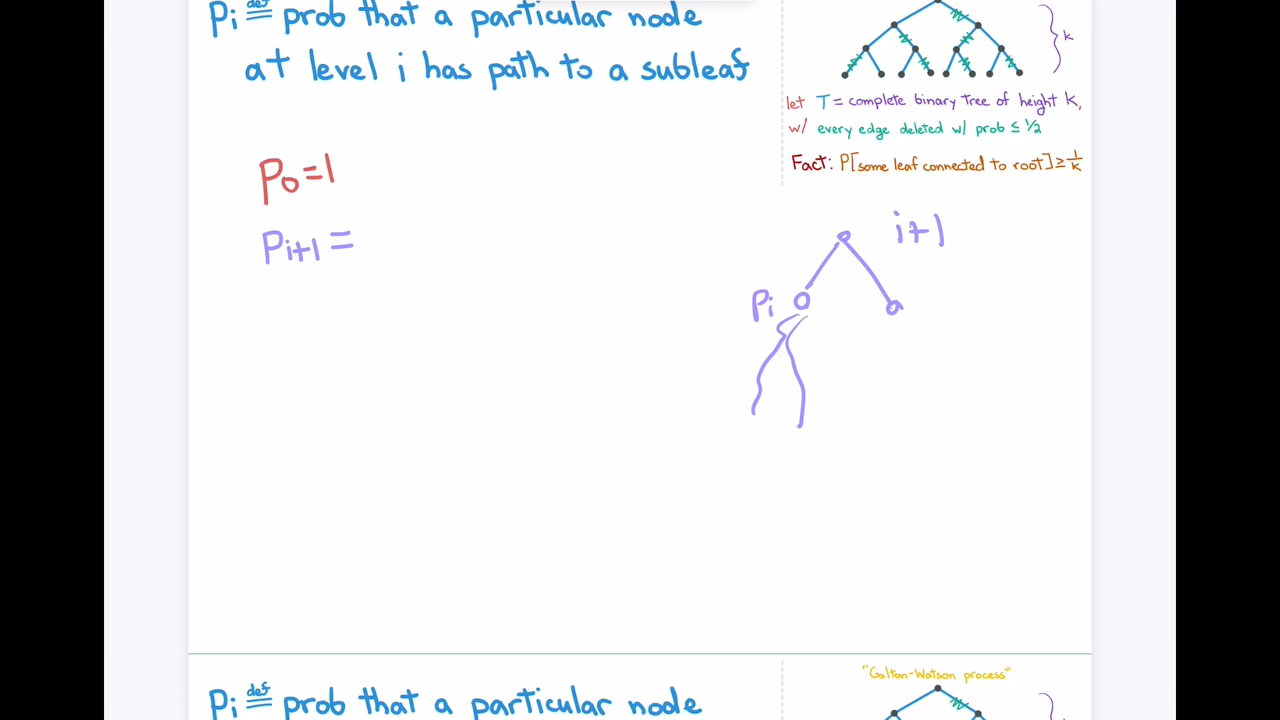 Pi ≝ prob that a particular node
at level i has path to a subleaf
P0=1
Pi+1 =
k
let T = complete binary tree of height k,
w/ every edge deleted w/ prob ≤ 1/2
Fact: P[some leaf connected to root] ≥ 1/k
i+1
Pi
Pi ≝ prob that a particular node
"Galton-Watson process"